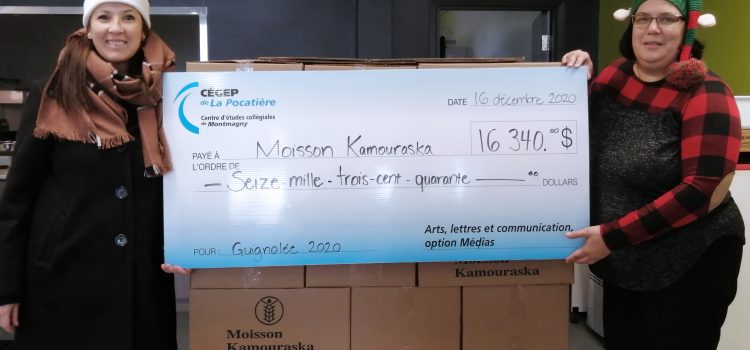 CÉGEP
de La Pocatière
Centre d'études collégiales
de Montmagny
DATE 16 décembre 2020
PAYÉ À
L'ORDRE DE Moisson Kamouraska 16 340.00 $
— Seize-mille-trois-cent-quarante —— 00 DOLLARS
Arts, lettres et communication,
option Médias
POUR : Guignolée 2020
Moisson
Kamouraska
Moisson
Kamouraska